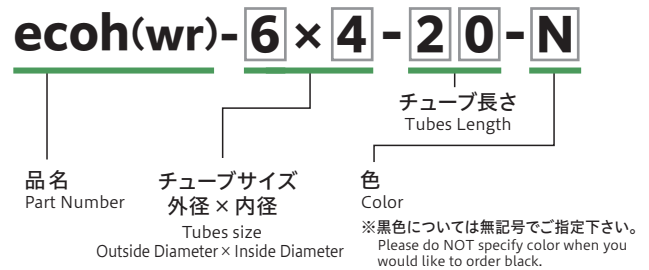 ecoh(wr)-6×4-20-N
チューブ長さ
Tubes Length
品名
Part Number
チューブサイズ
外径×内径
Tubes size
Outside Diameter×Inside Diameter
色
Color
※黒色については無記号でご指定下さい。
Please do NOT specify color when you
would like to order black.